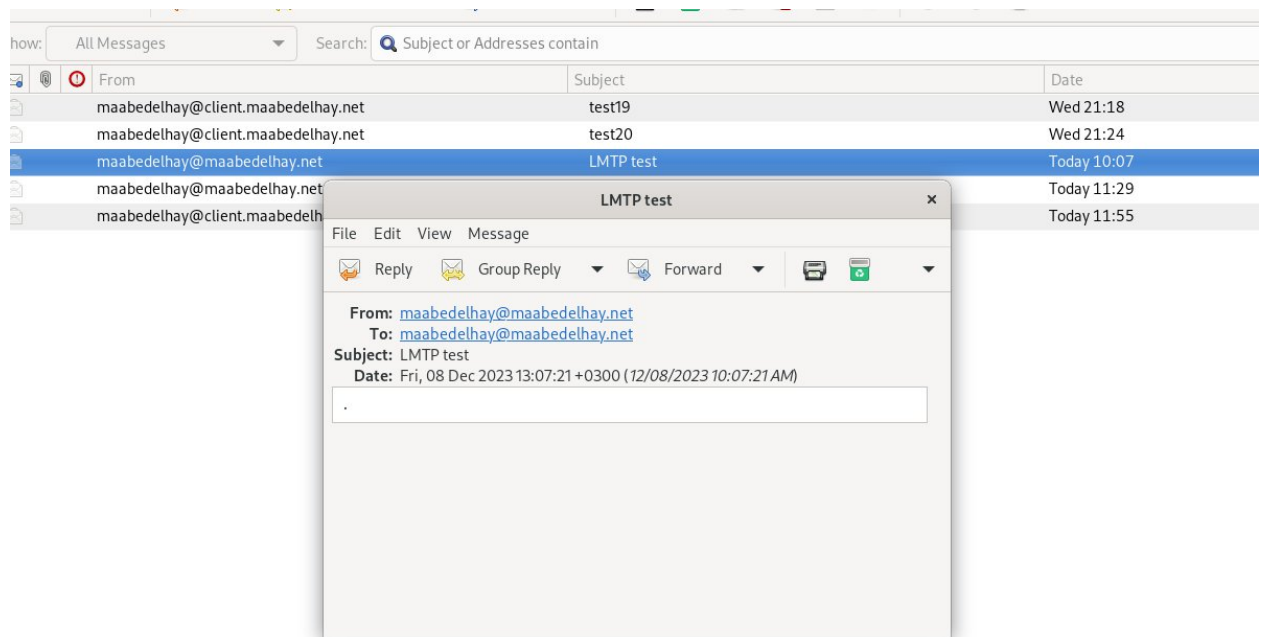 how: All Messages Search: Subject or Addresses contain
From Subject Date
maabedelhay@client.maabedelhay.net test19 Wed 21:18
maabedelhay@client.maabedelhay.net test20 Wed 21:24
maabedelhay@maabedelhay.net LMTP test Today 10:07
maabedelhay@maabedelhay.net Today 11:29
maabedelhay@client.maabedelh Today 11:55
LMTP test ×
File Edit View Message
Reply Group Reply Forward
From: maabedelhay@maabedelhay.net
To: maabedelhay@maabedelhay.net
Subject: LMTP test
Date: Fri, 08 Dec 2023 13:07:21 +0300 (12/08/2023 10:07:21 AM)
.